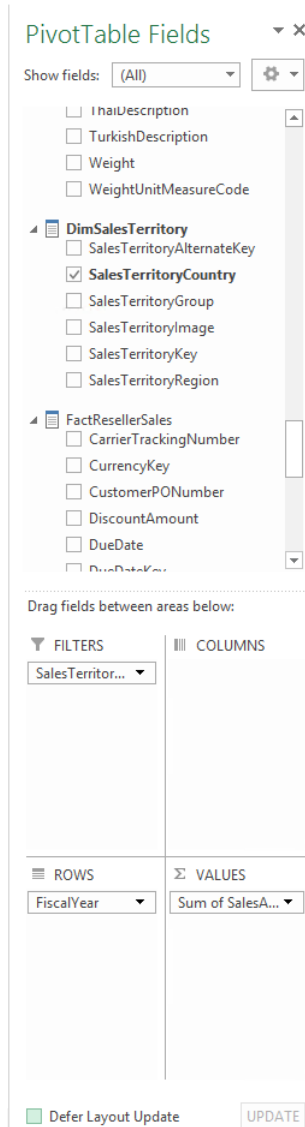 PivotTable Fields
Show fields: (All)
ThaiDescription
TurkishDescription
Weight
WeightUnitMeasureCode
DimSalesTerritory
SalesTerritoryAlternateKey
SalesTerritoryCountry
SalesTerritoryGroup
SalesTerritoryImage
SalesTerritoryKey
SalesTerritoryRegion
FactResellerSales
CarrierTrackingNumber
CurrencyKey
CustomerPONumber
DiscountAmount
DueDate
DueDateKey
Drag fields between areas below:
FILTERS
SalesTerritor...
COLUMNS
ROWS
FiscalYear
Σ VALUES
Sum of SalesA...
Defer Layout Update
UPDATE